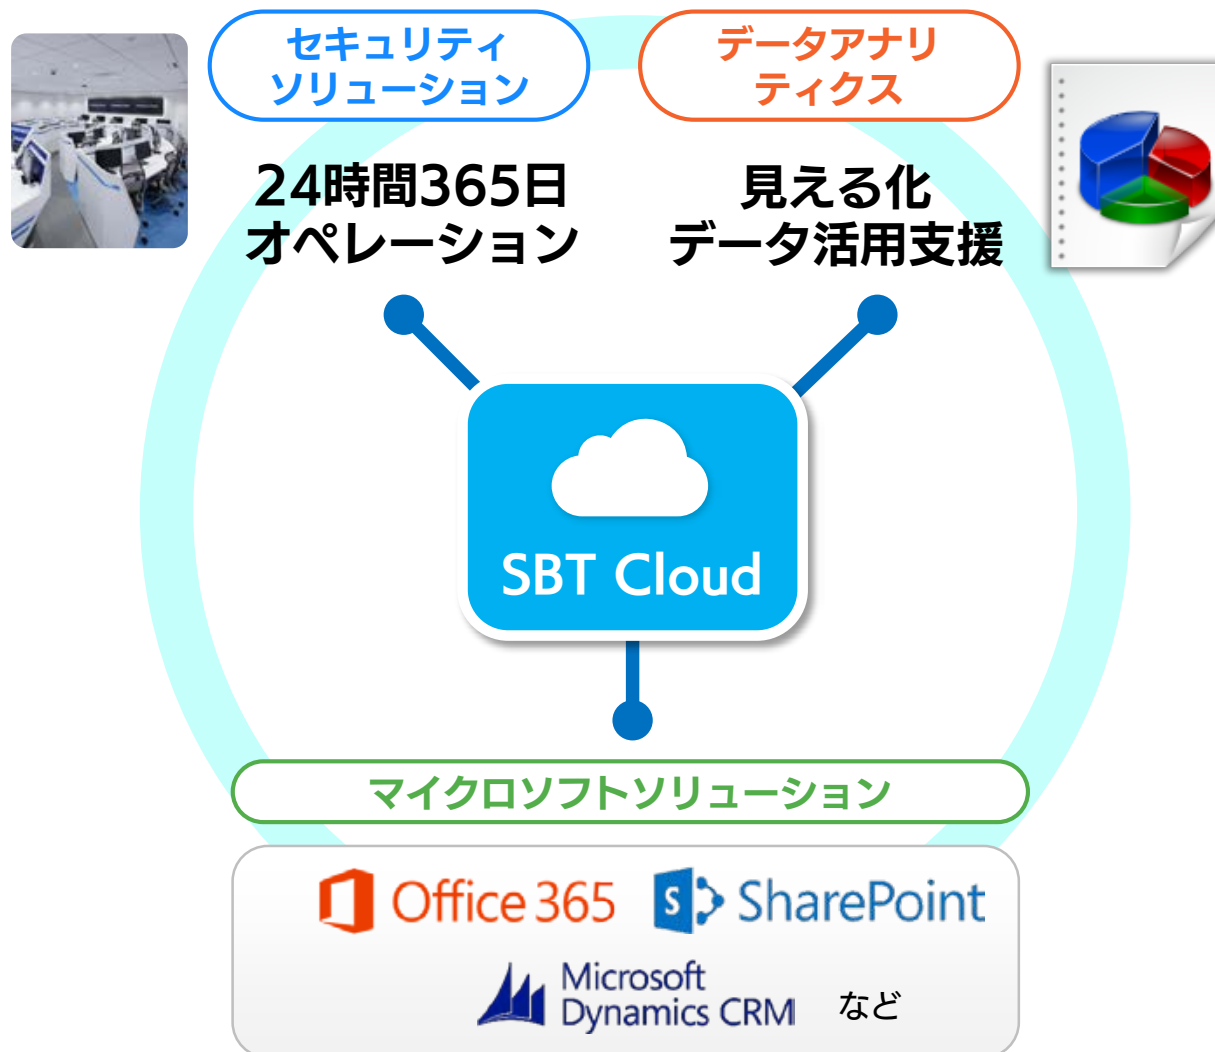 セキュリティ
ソリューション
データアナリ
ティクス
24時間365日
オペレーション
見える化
データ活用支援
SBT Cloud
マイクロソフトソリューション
Office 365
S SharePoint
Microsoft
Dynamics CRM など